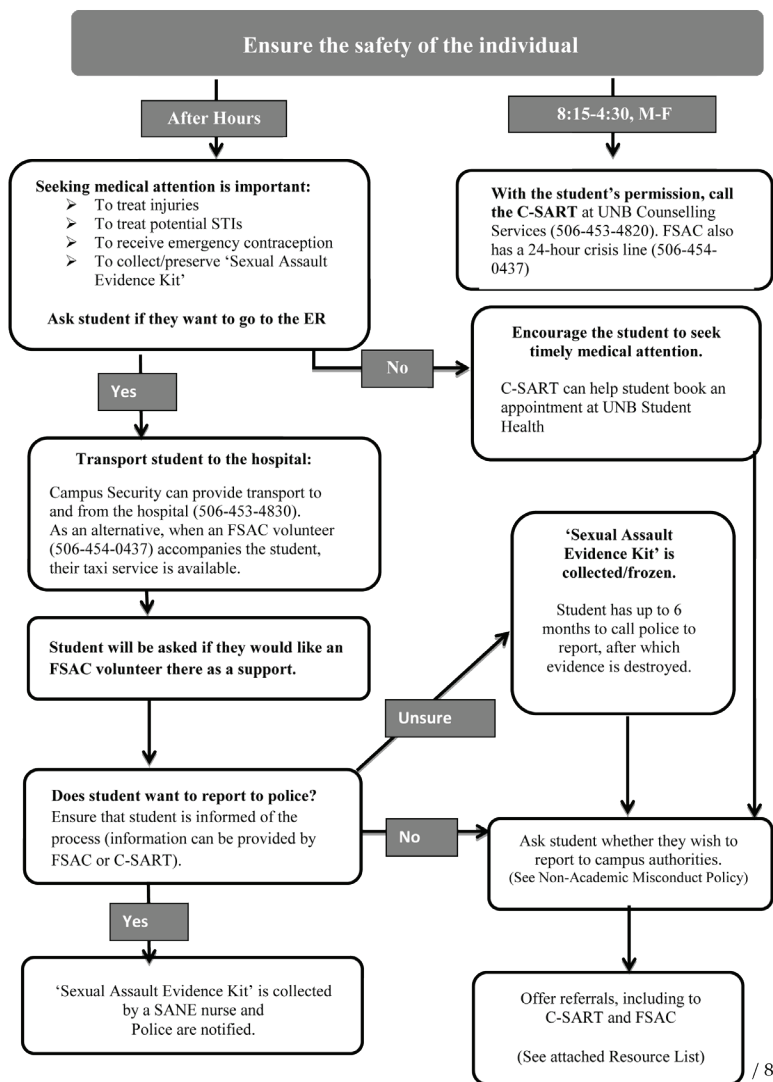 Ensure the safety of the individual
After Hours
8:15-4:30, M-F
Seeking medical attention is important:
➢ To treat injuries
➢ To treat potential STIs
➢ To receive emergency contraception
➢ To collect/preserve ‘Sexual Assault
Evidence Kit’
Ask student if they want to go to the ER
With the student’s permission, call
the C-SART at UNB Counselling
Services (506-453-4820). FSAC also
has a 24-hour crisis line (506-454-
0437)
No
Encourage the student to seek
timely medical attention.
C-SART can help student book an
appointment at UNB Student
Health
Yes
Transport student to the hospital:
Campus Security can provide transport to
and from the hospital (506-453-4830).
As an alternative, when an FSAC volunteer
(506-454-0437) accompanies the student,
their taxi service is available.
Student will be asked if they would like an
FSAC volunteer there as a support.
Unsure
‘Sexual Assault
Evidence Kit’ is
collected/frozen.
Student has up to 6
months to call police to
report, after which
evidence is destroyed.
Does student want to report to police?
Ensure that student is informed of the
process (information can be provided by
FSAC or C-SART).
No
Ask student whether they wish to
report to campus authorities.
(See Non-Academic Misconduct Policy)
Yes
‘Sexual Assault Evidence Kit’ is collected
by a SANE nurse and
Police are notified.
Offer referrals, including to
C-SART and FSAC
(See attached Resource List)
/ 8